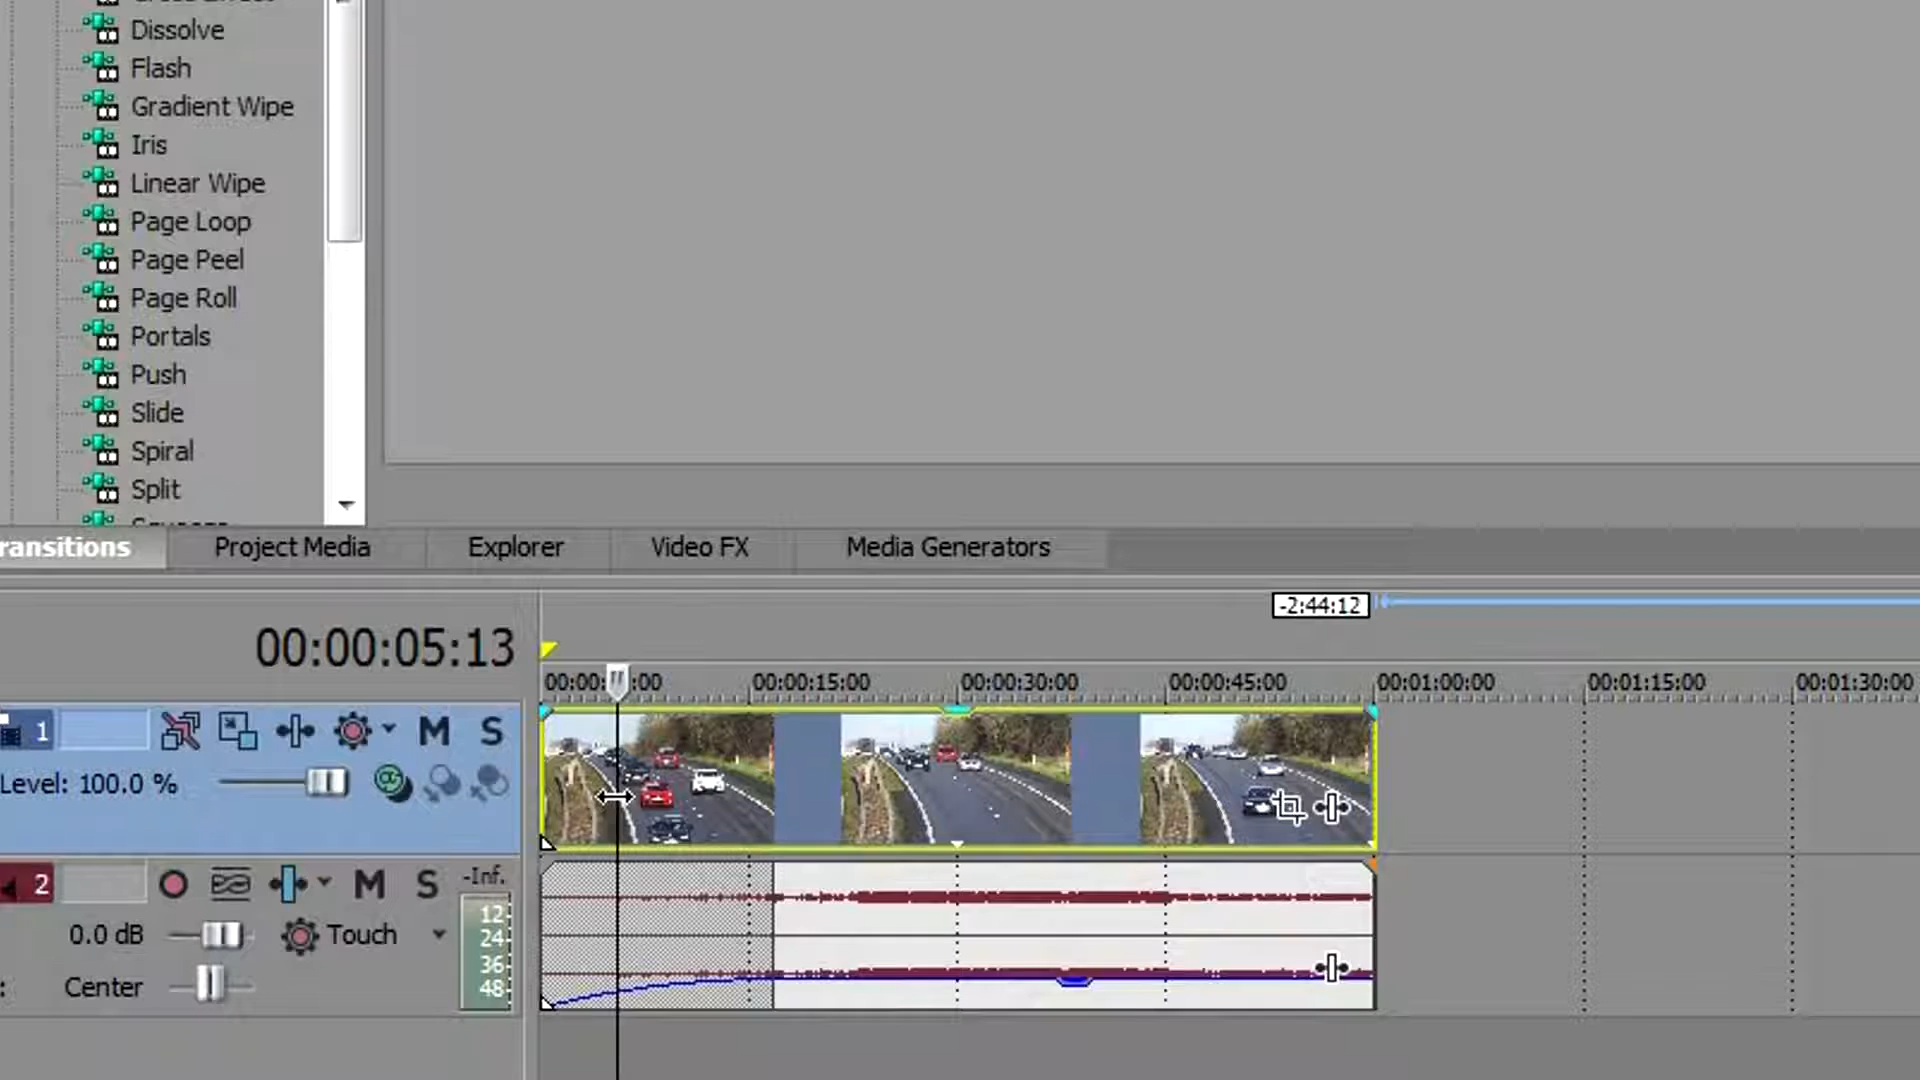 Dissolve
Flash
Gradient Wipe
Iris
Linear Wipe
Page Loop
Page Peel
Page Roll
Portals
Push
Slide
Spiral
Split
ransitions
Project Media
Explorer
Video FX
Media Generators
-2:44:12
00:00:05:13
00:00: :00
00:00:15:00
00:00:30:00
00:00:45:00
00:01:00:00
00:01:15:00
00:01:30:00
1
M S
Level: 100.0 %
2
M S
-Inf.
12
24
36
48
0.0 dB
Touch
: Center